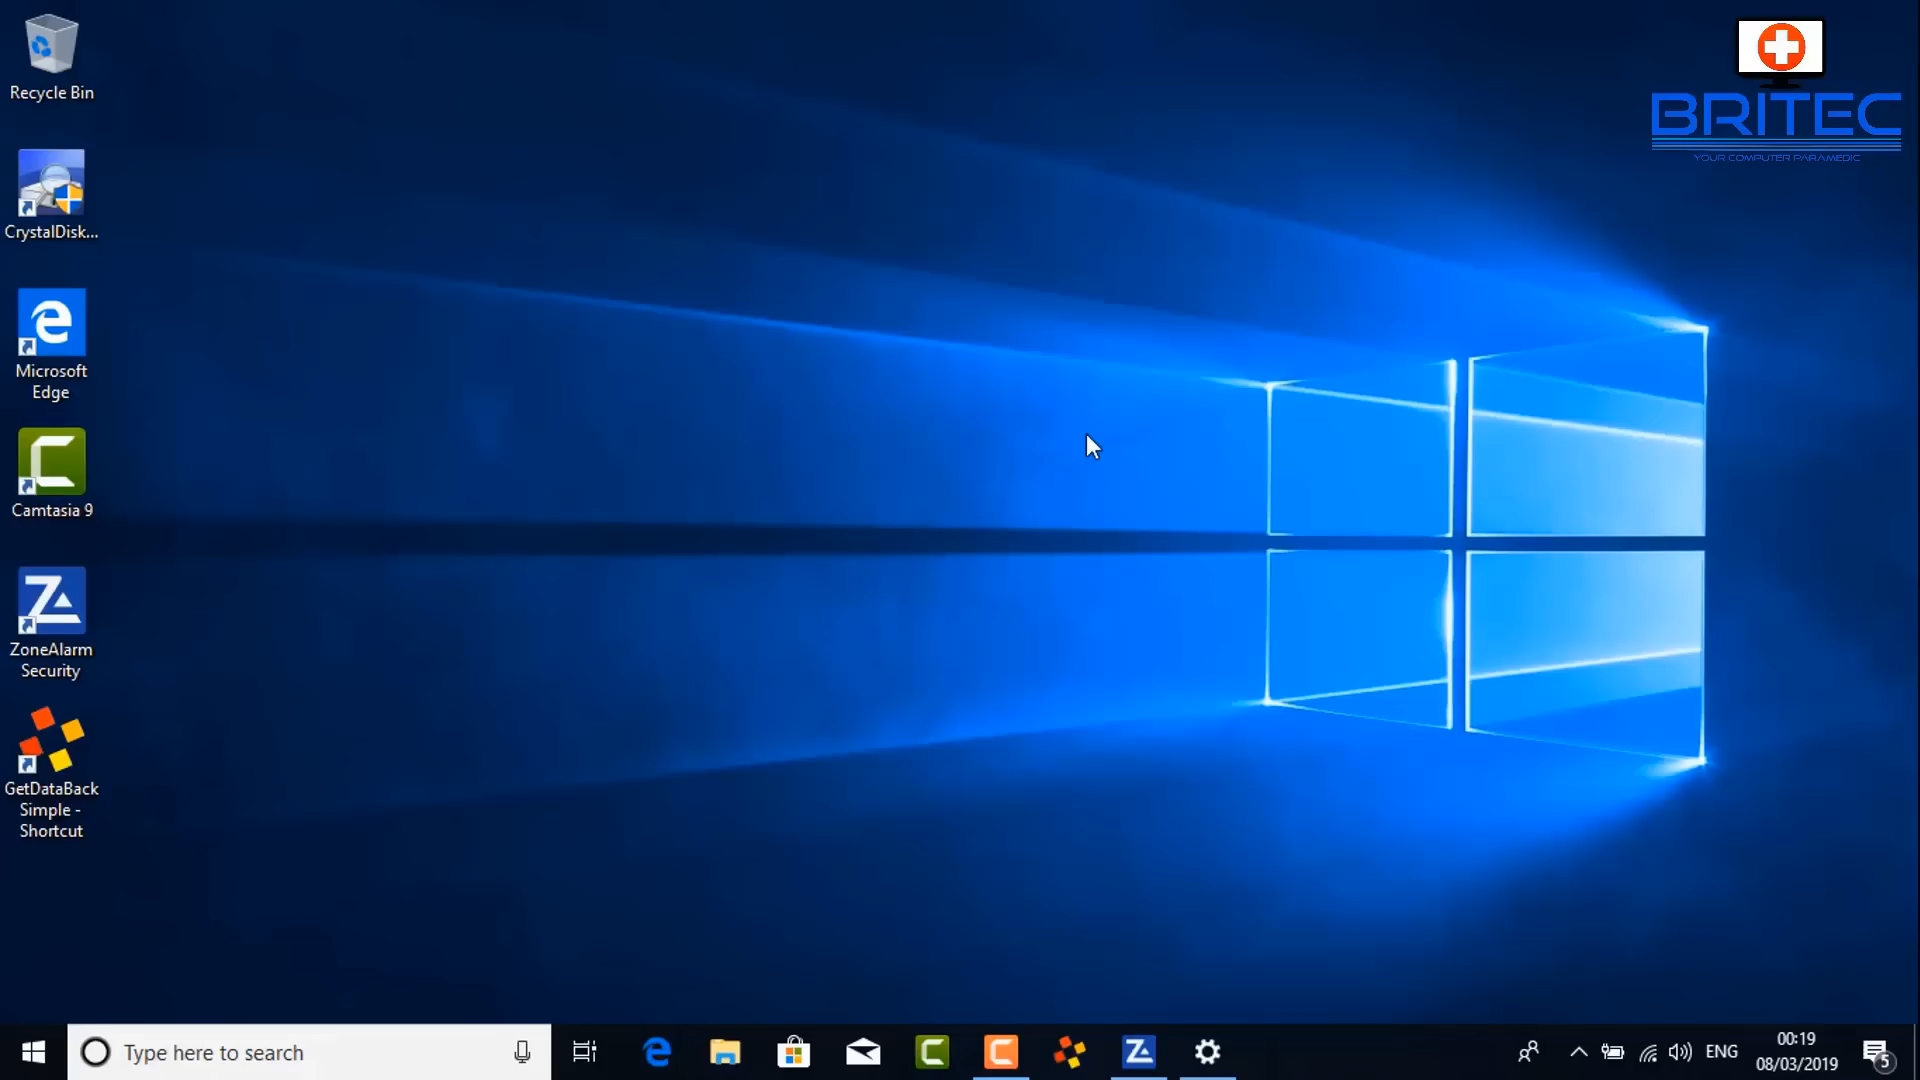 Recycle Bin
CrystalDisk...
Microsoft
Edge
Camtasia 9
ZoneAlarm
Security
GetDataBack
Simple -
Shortcut
BRITEC
YOUR COMPUTER PARAMEDIC
Type here to search
ENG
00:19
08/03/2019
5